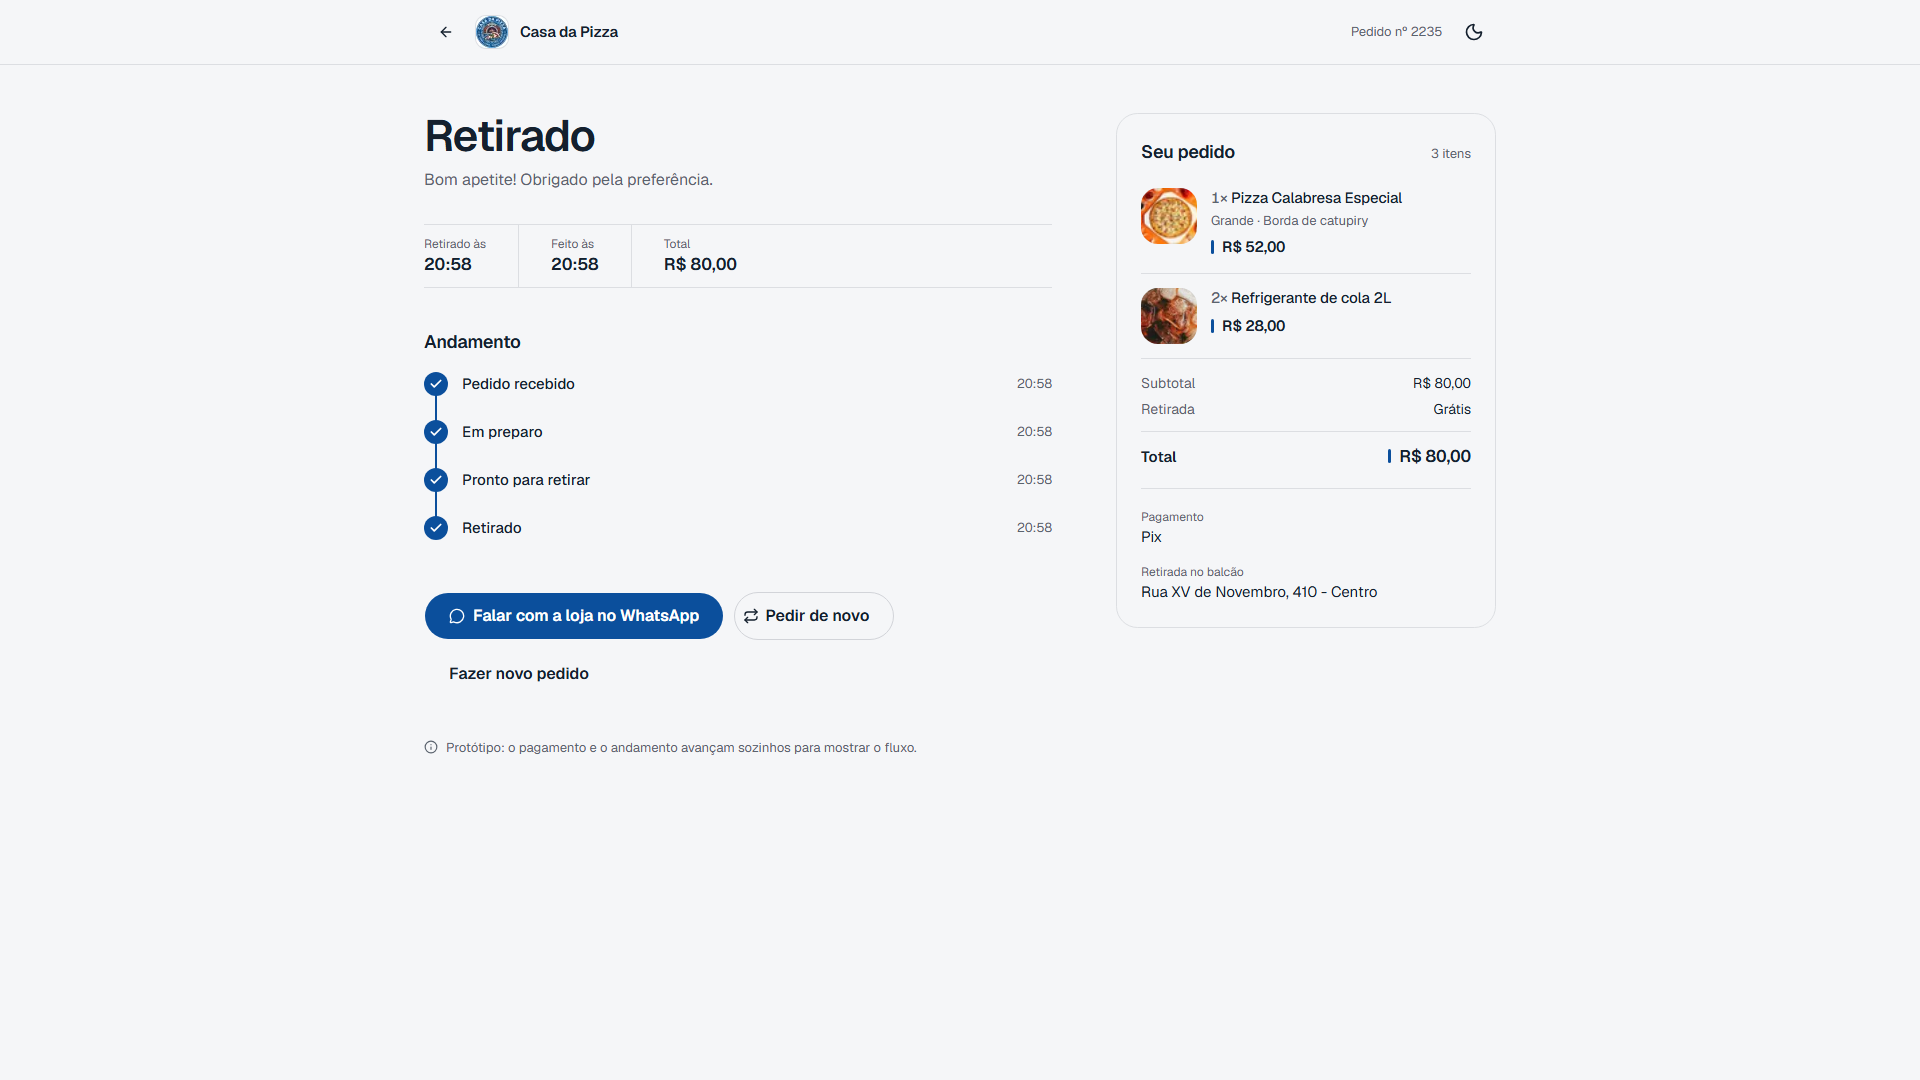 Casa da Pizza
Pedido nº 2235
Retirado
Bom apetite! Obrigado pela preferência.
Retirado às
20:58
Feito às
20:58
Total
R$ 80,00
Andamento
Pedido recebido 20:58
Em preparo 20:58
Pronto para retirar 20:58
Retirado 20:58
Falar com a loja no WhatsApp
Pedir de novo
Fazer novo pedido
Protótipo: o pagamento e o andamento avançam sozinhos para mostrar o fluxo.
Seu pedido 3 itens
1× Pizza Calabresa Especial
Grande · Borda de catupiry
R$ 52,00
2× Refrigerante de cola 2L
R$ 28,00
Subtotal R$ 80,00
Retirada Grátis
Total R$ 80,00
Pagamento
Pix
Retirada no balcão
Rua XV de Novembro, 410 - Centro